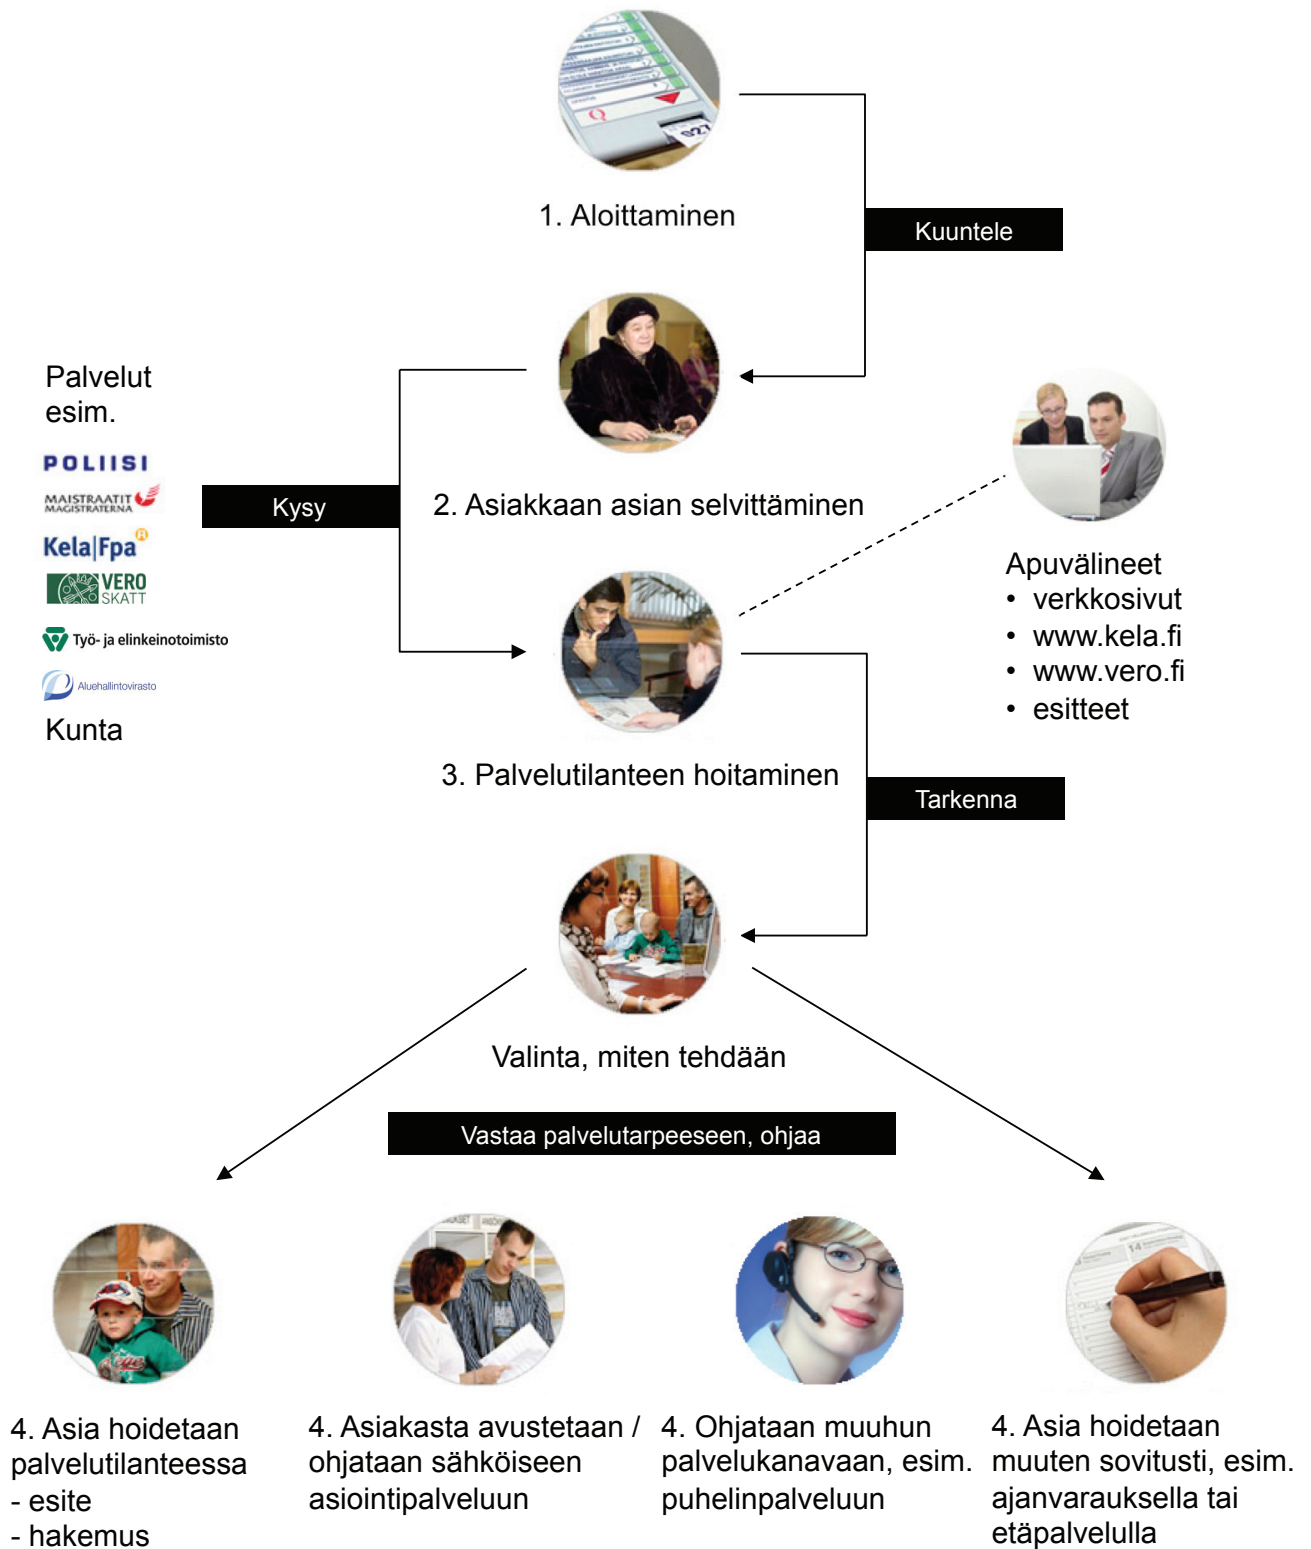 Q
827
1. Aloittaminen
Kuuntele
Palvelut
esim.
POLIISI
MAISTRAATIT
MAGISTRATERNA
Kela|Fpa
VERO
SKATT
Työ- ja elinkeinotoimisto
Aluehallintovirasto
Kunta
Kysy
2. Asiakkaan asian selvittäminen
Apuvälineet
• verkkosivut
• www.kela.fi
• www.vero.fi
• esitteet
3. Palvelutilanteen hoitaminen
Tarkenna
Valinta, miten tehdään
Vastaa palvelutarpeeseen, ohjaa
14
4. Asia hoidetaan
palvelutilanteessa
- esite
- hakemus
4. Asiakasta avustetaan /
ohjataan sähköiseen
asiointipalveluun
4. Ohjataan muuhun
palvelukanavaan, esim.
puhelinpalveluun
4. Asia hoidetaan
muuten sovitusti, esim.
ajanvarauksella tai
etäpalvelulla